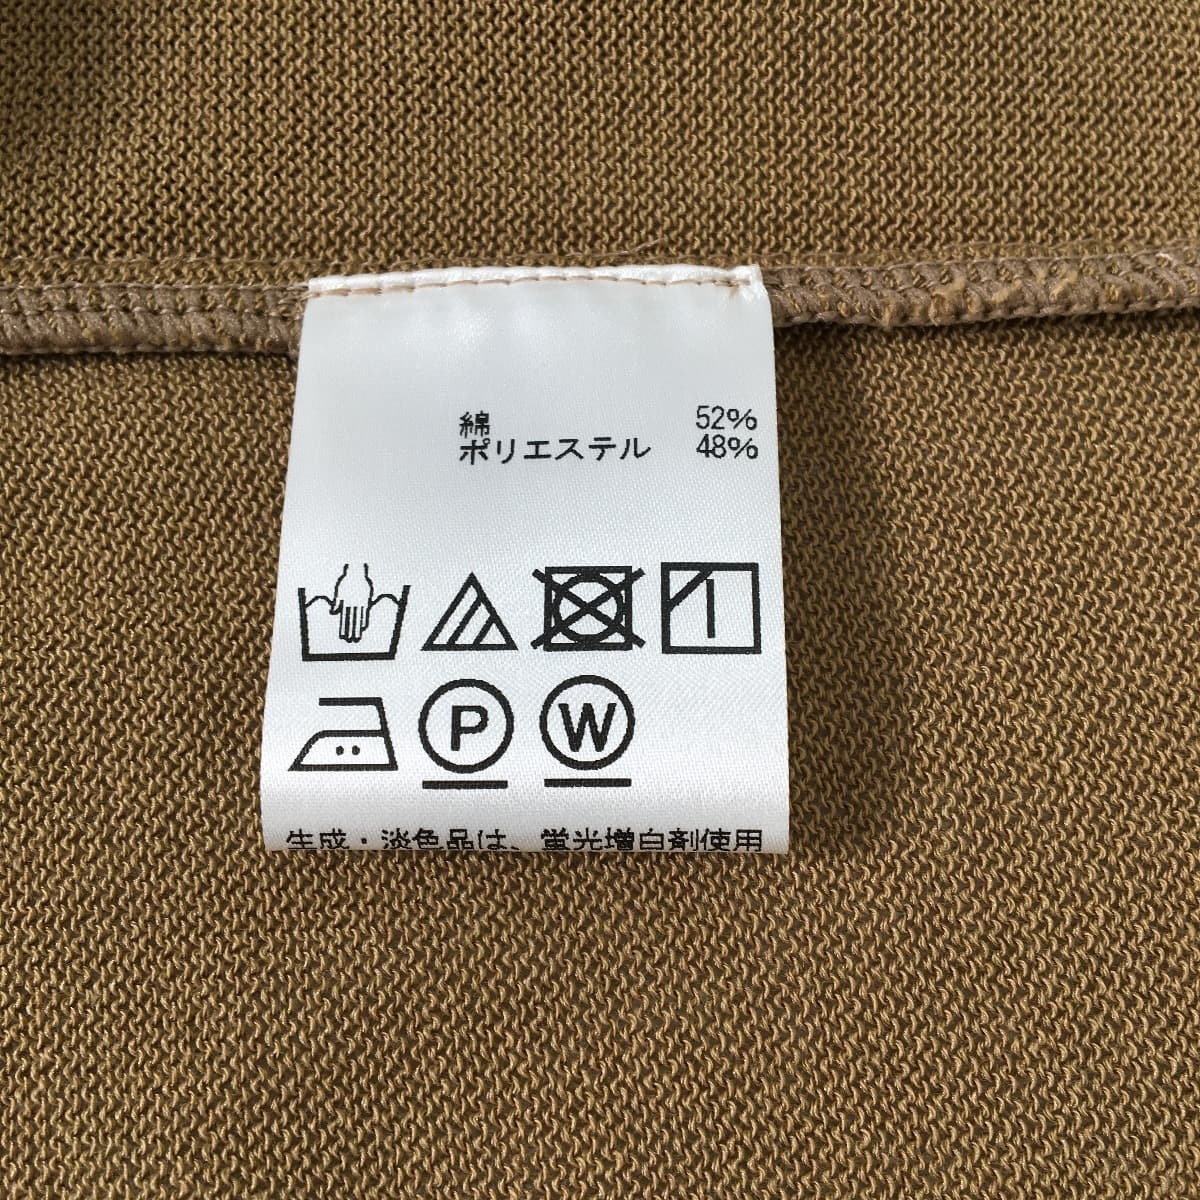 綿 52%
ポリエステル 48%
P W
生成・淡色品は、蛍光増白剤使用